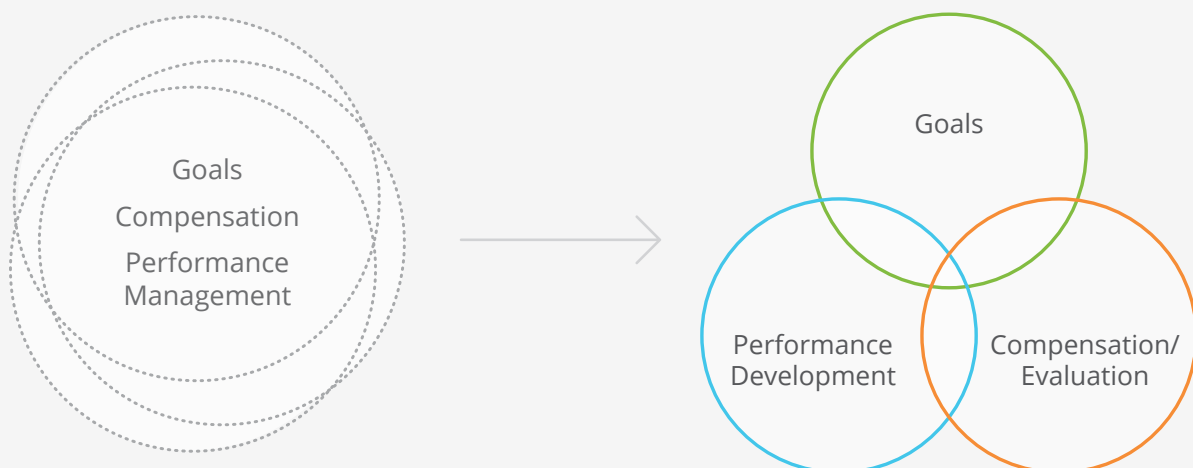 Goals
Compensation
Performance
Management
Goals
Performance
Development
Compensation/
Evaluation